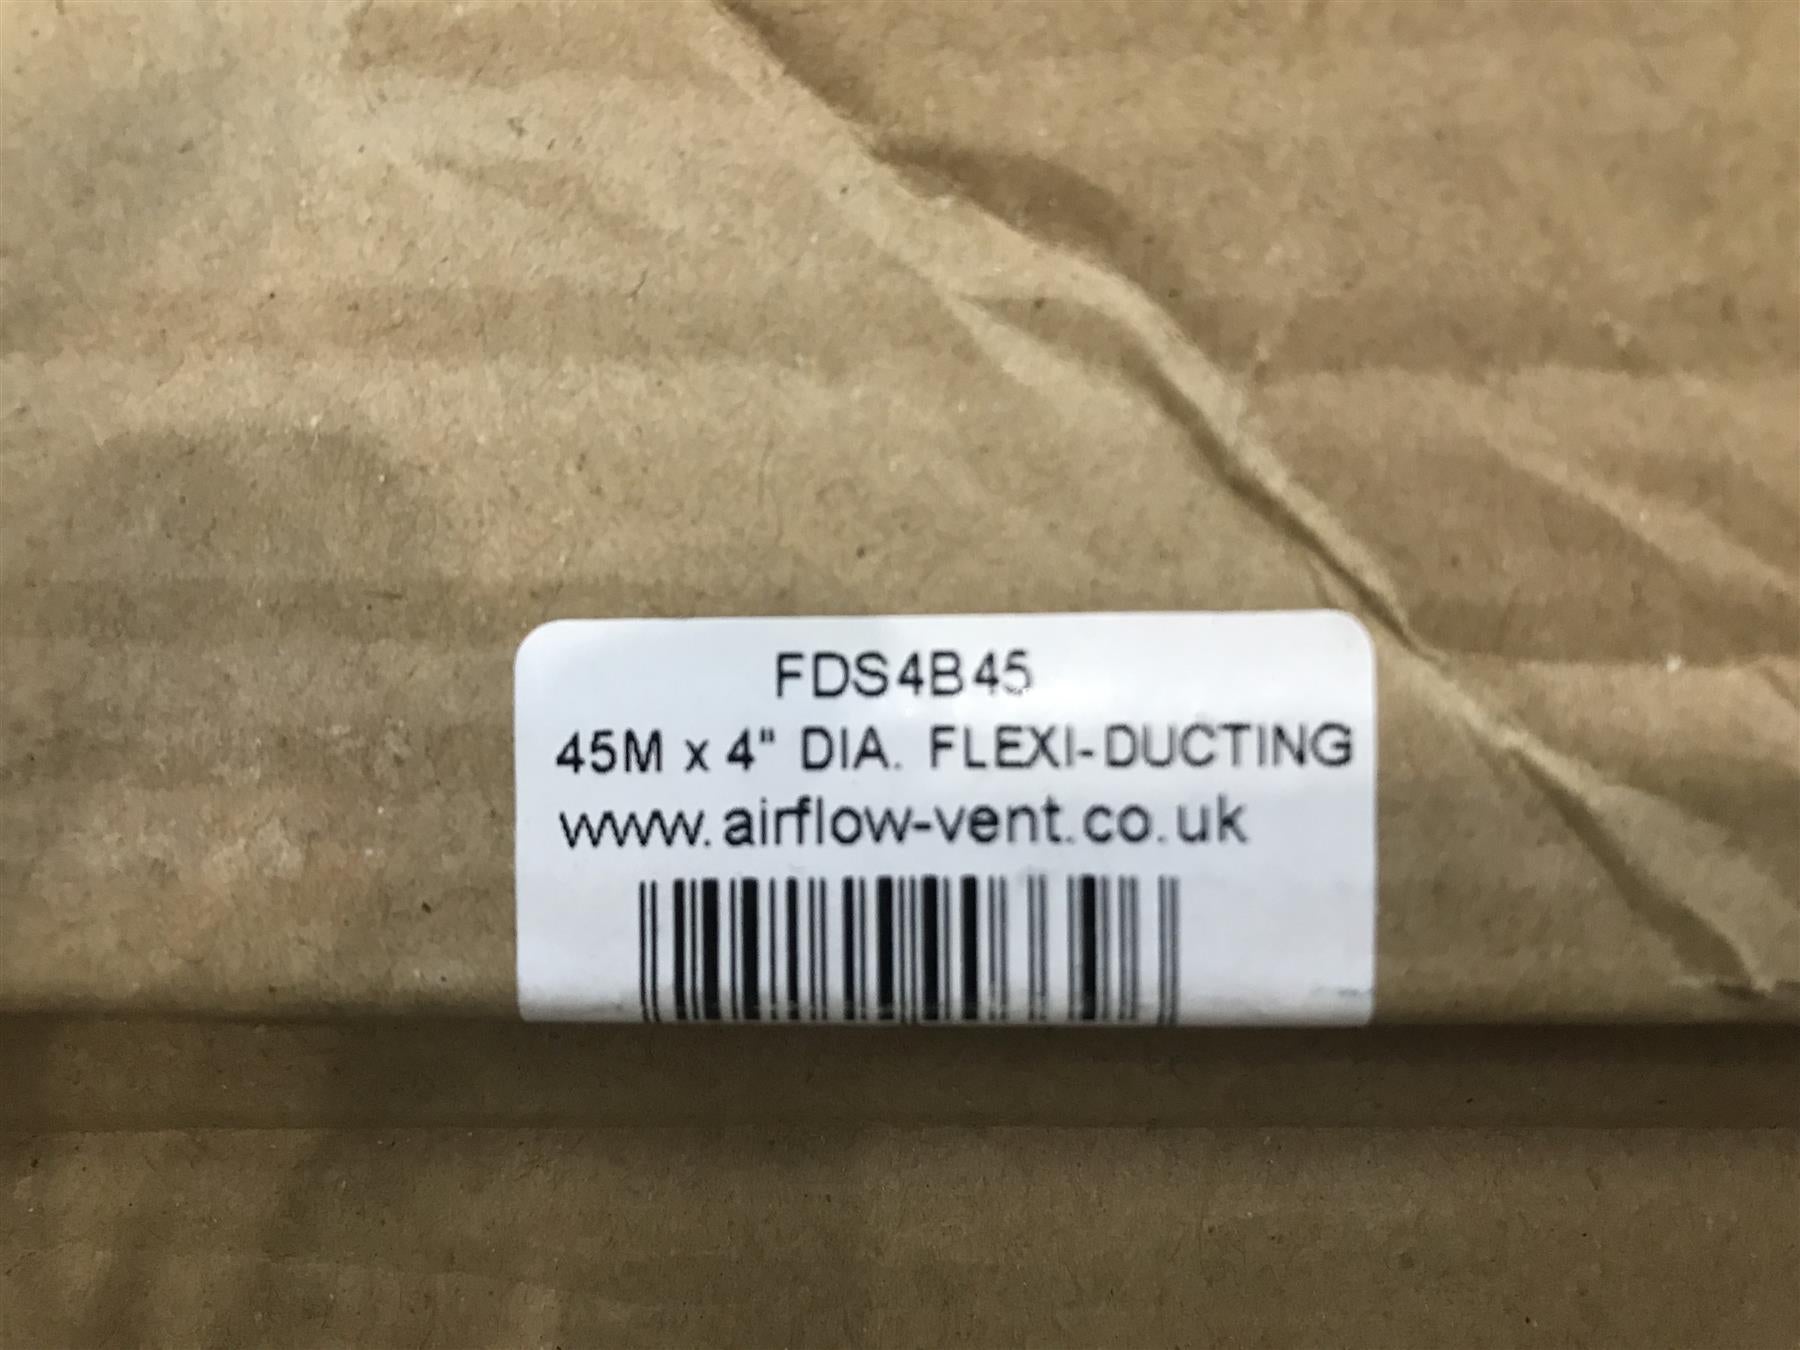 FDS4B45
45M x 4" DIA. FLEXI-DUCTING
www.airflow-vent.co.uk